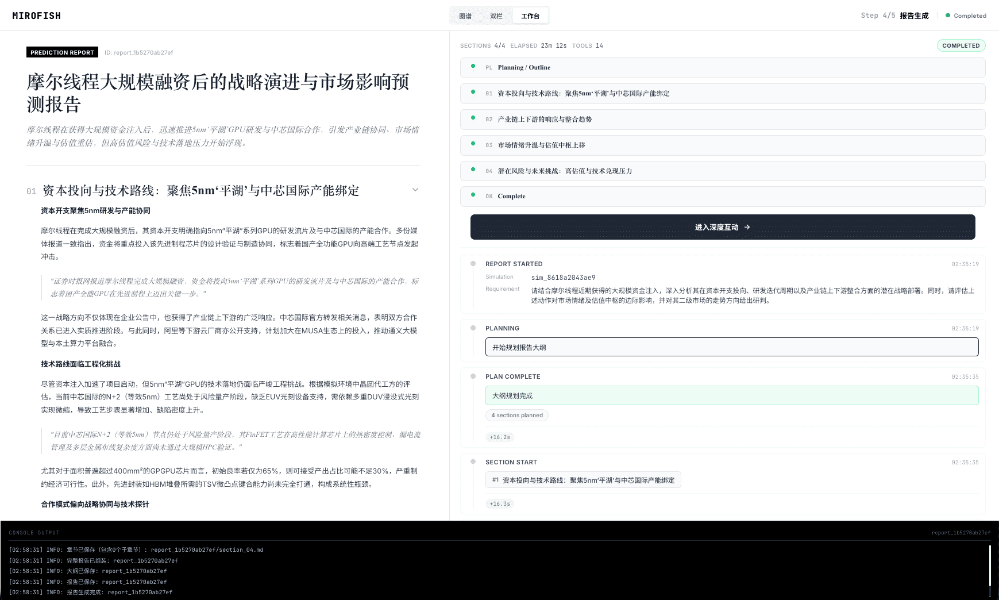 MIROFISH
图谱 双栏 工作台
Step 4/5 报告生成 Completed
PREDICTION REPORT ID: report_1b5270ab27ef
摩尔线程大规模融资后的战略演进与市场影响预
测报告
摩尔线程在获得大规模资金注入后，迅速推进5nm‘平湖’GPU研发与中芯国际合作，引发产业链协同、市场情
绪升温与估值重估，但高估值风险与技术落地压力开始浮现。
01 资本投向与技术路线：聚焦5nm‘平湖’与中芯国际产能绑定
资本开支聚焦5nm研发与产能协同
摩尔线程在完成大规模融资后，其资本开支明确指向5nm“平湖”系列GPU的研发流片及与中芯国际的产能合作。多份媒
体报道一致指出，资金将重点投入该先进制程芯片的设计验证与制造协同，标志着国产全功能GPU向高端工艺节点发起
冲击。
"证券时报网报道摩尔线程完成大规模融资，资金将投向5nm‘平湖’系列GPU的研发流片及与中芯国际的产能合作，标
志着国产全能GPU在先进制程上迈出关键一步。"
这一战略方向不仅体现在企业公告中，也获得了产业链上下游的广泛响应。中芯国际官方转发相关消息，表明双方合作
关系已进入实质推进阶段。与此同时，阿里等下游云厂商亦公开支持，计划加大在MUSA生态上的投入，推动通义大模
型与本土算力平台融合。
技术路线面临工程化挑战
尽管资本注入加速了项目启动，但5nm“平湖”GPU的技术落地仍面临严峻工程挑战。根据模拟环境中晶圆代工方的评
估，当前中芯国际的N+2（等效5nm）工艺尚处于风险量产阶段，缺乏EUV光刻设备支持，需依赖多重DUV浸没式光刻
实现微缩，导致工艺步骤显著增加、缺陷密度上升。
"目前中芯国际N+2（等效5nm）节点仍处于风险量产阶段，其FinFET工艺在高性能计算芯片上的热密度控制、漏电流
管理及多层金属布线复杂度方面尚未通过大规模HPC验证。"
尤其对于面积普遍超过400mm²的GPGPU芯片而言，初始良率若仅为65%，则可接受产出占比可能不足30%，严重制
约经济可行性。此外，先进封装如HBM堆叠所需的TSV微凸点键合能力尚未完全打通，构成系统性瓶颈。
合作模式偏向战略协同与技术探针
SECTIONS 4/4 ELAPSED 23m 12s TOOLS 14 COMPLETED
PL Planning / Outline
01 资本投向与技术路线：聚焦5nm‘平湖’与中芯国际产能绑定
02 产业链上下游的响应与整合趋势
03 市场情绪升温与估值中枢上移
04 潜在风险与未来挑战：高估值与技术兑现压力
OK Complete
进入深度互动 →
REPORT STARTED 02:35:19
Simulation sim_8618a2043ae9
Requirement 请结合摩尔线程近期获得的大规模资金注入，深入分析其在资本开支投向、研发迭代周期以及产业链上下游整合方面的潜在战略部署。同时，请评估上
述动作对市场情绪及估值中枢的边际影响，并对其二级市场的走势方向给出研判。
PLANNING 02:35:19
开始规划报告大纲
PLAN COMPLETE 02:35:35
大纲规划完成
4 sections planned
+16.2s
SECTION START 02:35:35
#1 资本投向与技术路线：聚焦5nm‘平湖’与中芯国际产能绑定
+16.3s
CONSOLE OUTPUT report_1b5270ab27ef
[02:58:31] INFO: 章节已保存（包含0个子章节）: report_1b5270ab27ef/section_04.md
[02:58:31] INFO: 完整报告已组装: report_1b5270ab27ef
[02:58:31] INFO: 大纲已保存: report_1b5270ab27ef
[02:58:31] INFO: 报告已保存: report_1b5270ab27ef
[02:58:31] INFO: 报告生成完成: report_1b5270ab27ef